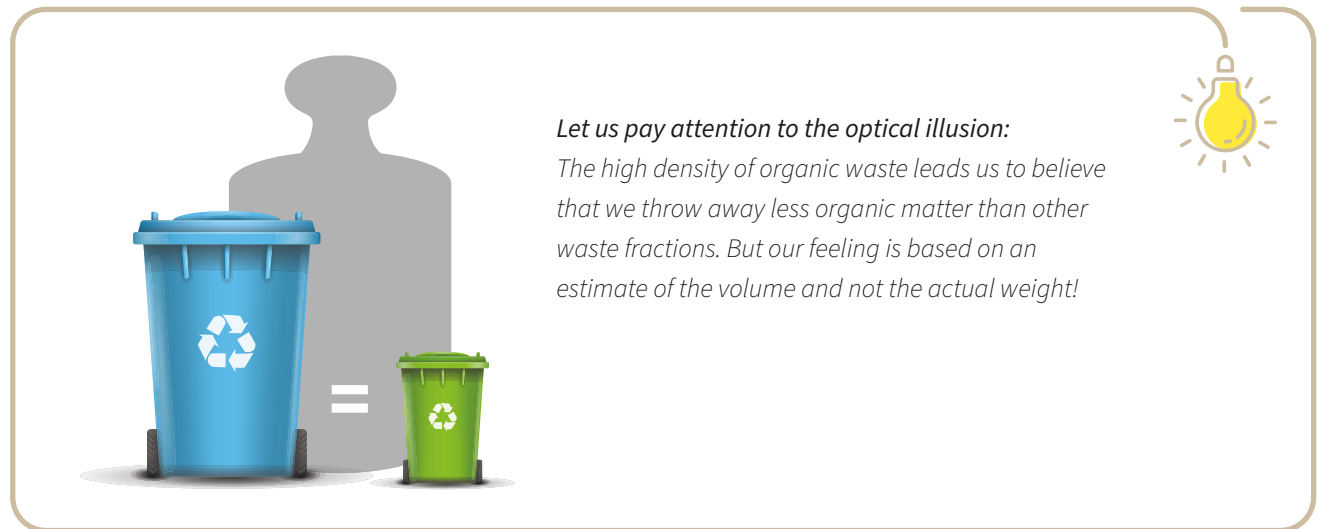 Let us pay attention to the optical illusion:
The high density of organic waste leads us to believe
that we throw away less organic matter than other
waste fractions. But our feeling is based on an
estimate of the volume and not the actual weight!
=